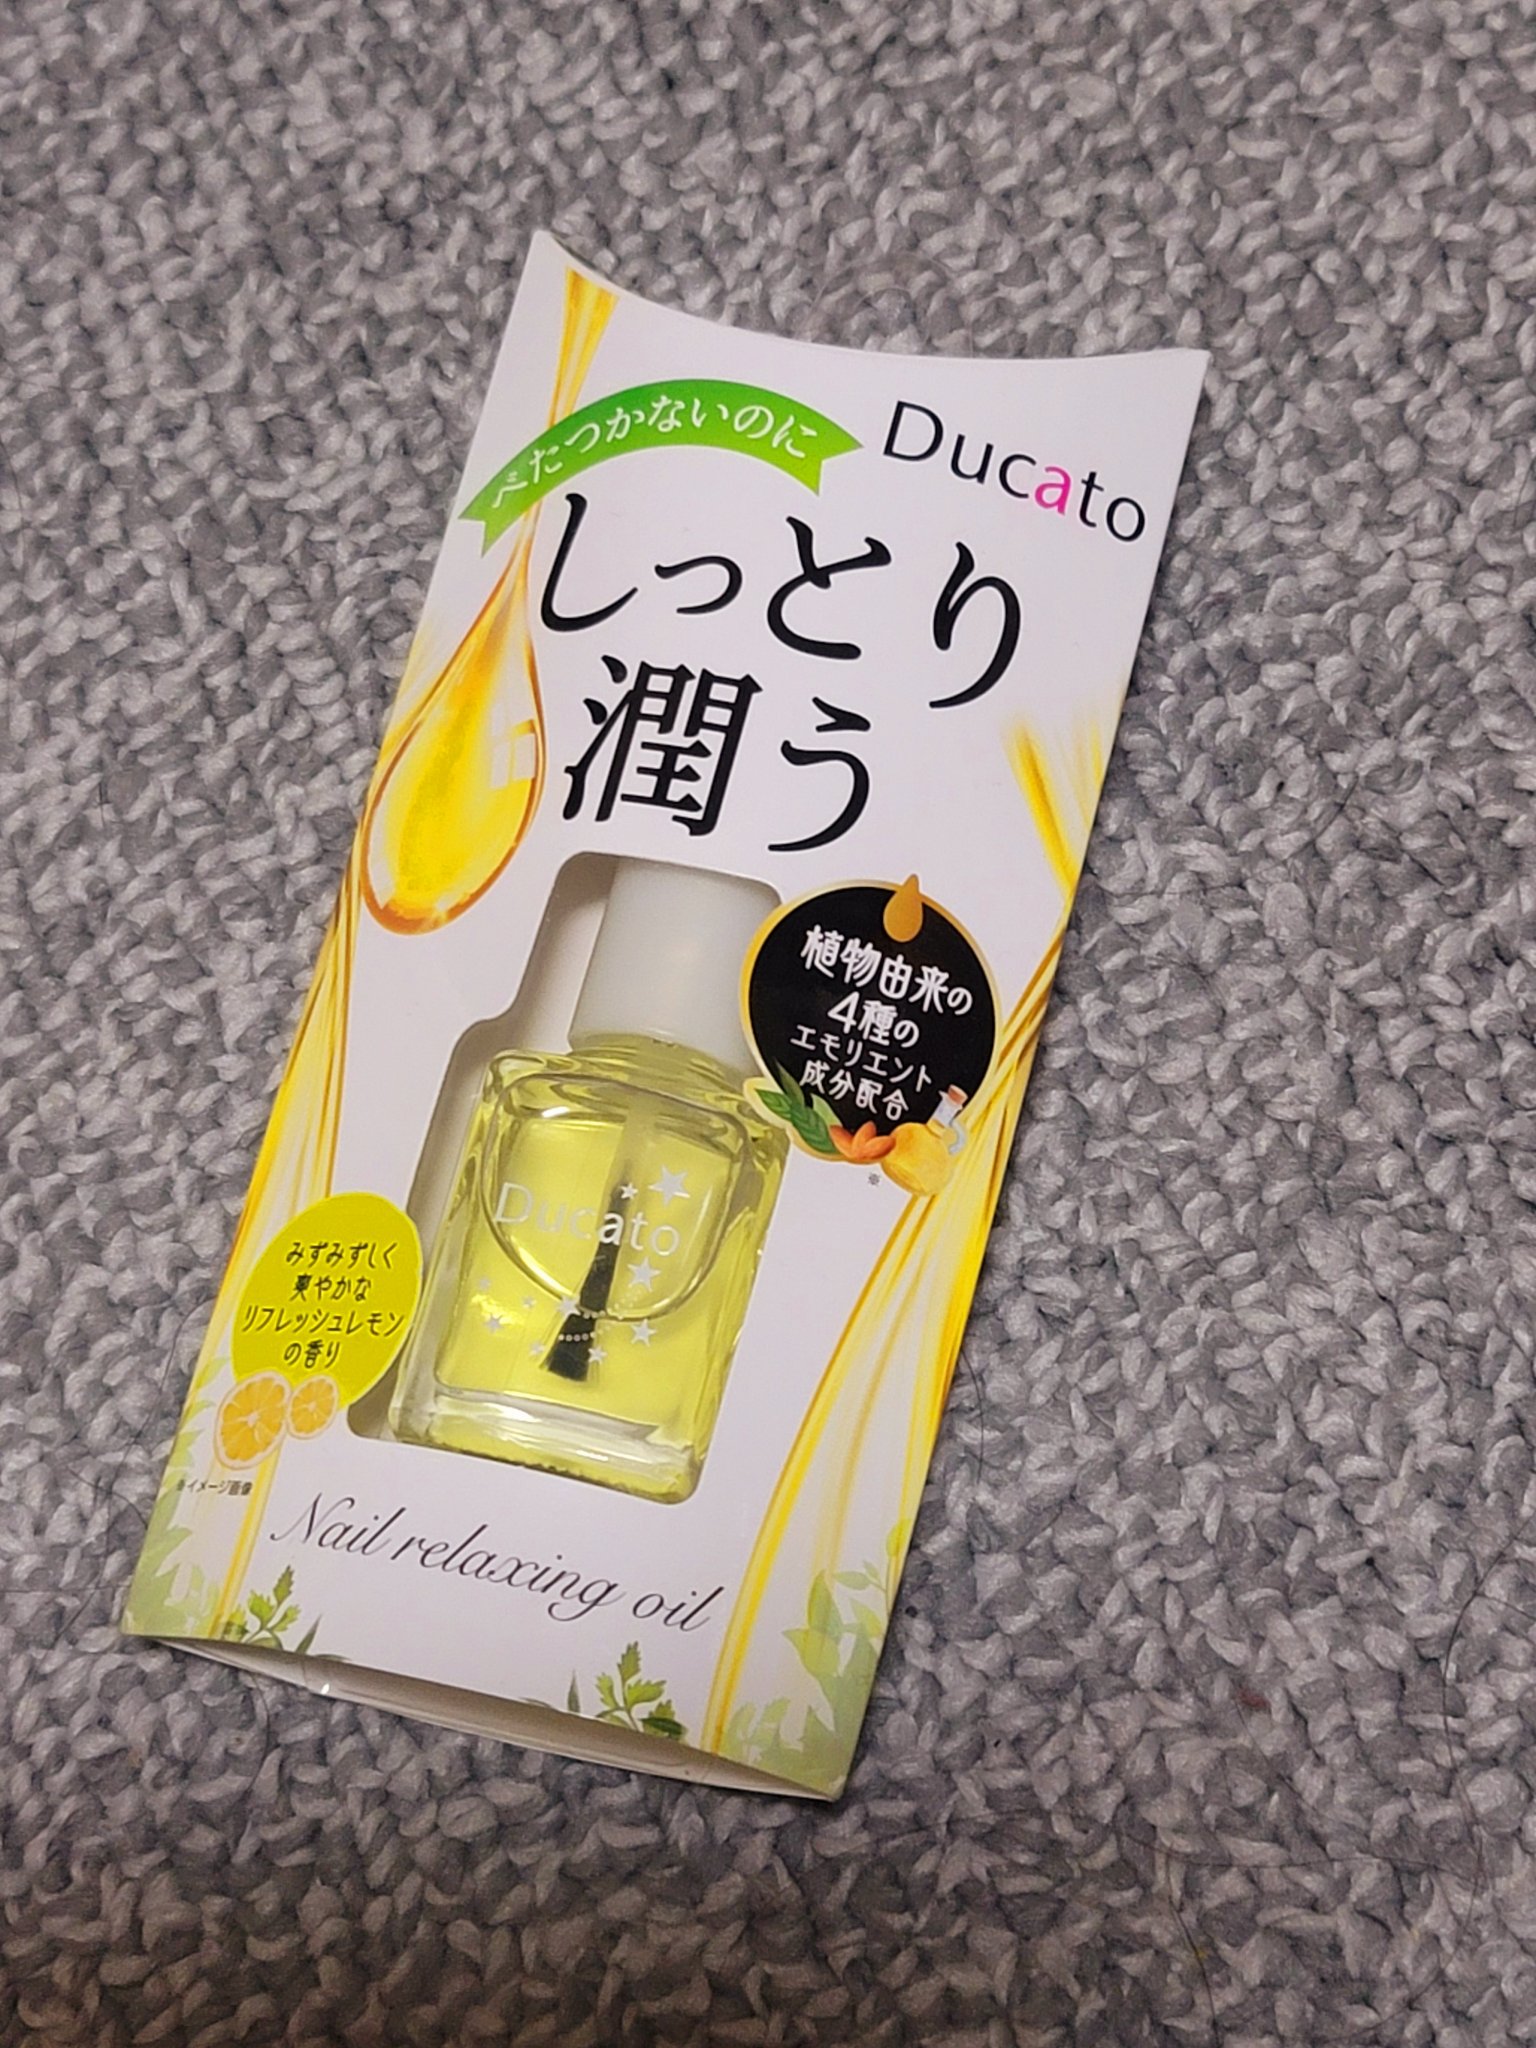 べたつかないのに
Ducato
しっとり
潤う
植物由来の
4種の
エモリエント
成分配合
※
Ducato
みずみずしく
爽やかな
リフレッシュレモン
の香り
※イメージ画像
Nail relaxing oil